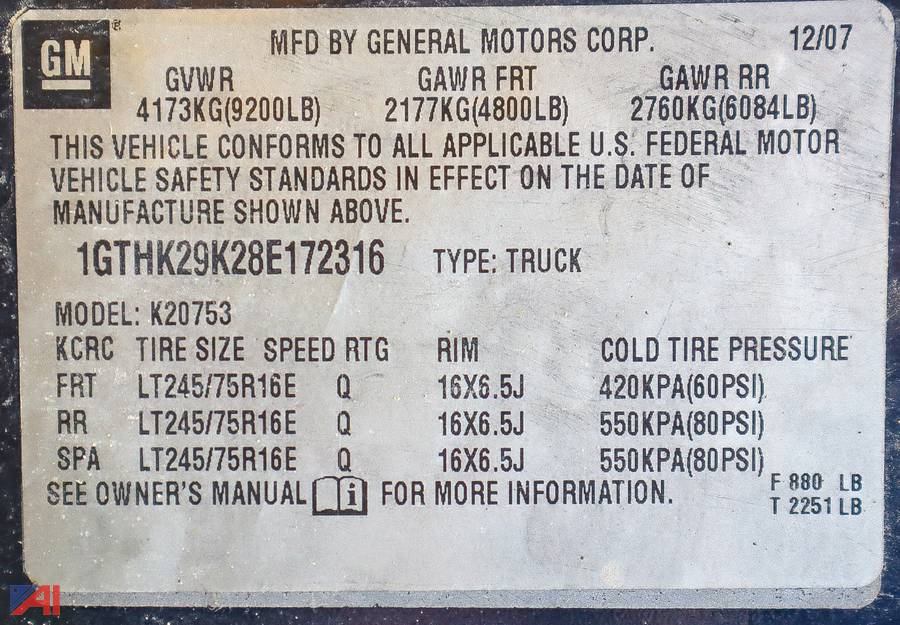 GM® MFD BY GENERAL MOTORS CORP. 12/07
GVWR GAWR FRT GAWR RR
4173KG(9200LB) 2177KG(4800LB) 2760KG(6084LB)
THIS VEHICLE CONFORMS TO ALL APPLICABLE U.S. FEDERAL MOTOR
VEHICLE SAFETY STANDARDS IN EFFECT ON THE DATE OF
MANUFACTURE SHOWN ABOVE.
1GTHK29K28E172316 TYPE: TRUCK
MODEL: K20753
KCRC TIRE SIZE SPEED RTG RIM COLD TIRE PRESSURE
FRT LT245/75R16E Q 16X6.5J 420KPA(60PSI)
RR LT245/75R16E Q 16X6.5J 550KPA(80PSI)
SPA LT245/75R16E Q 16X6.5J 550KPA(80PSI)
SEE OWNER'S MANUAL i FOR MORE INFORMATION.
F 880 LB
T 2251 LB
AI